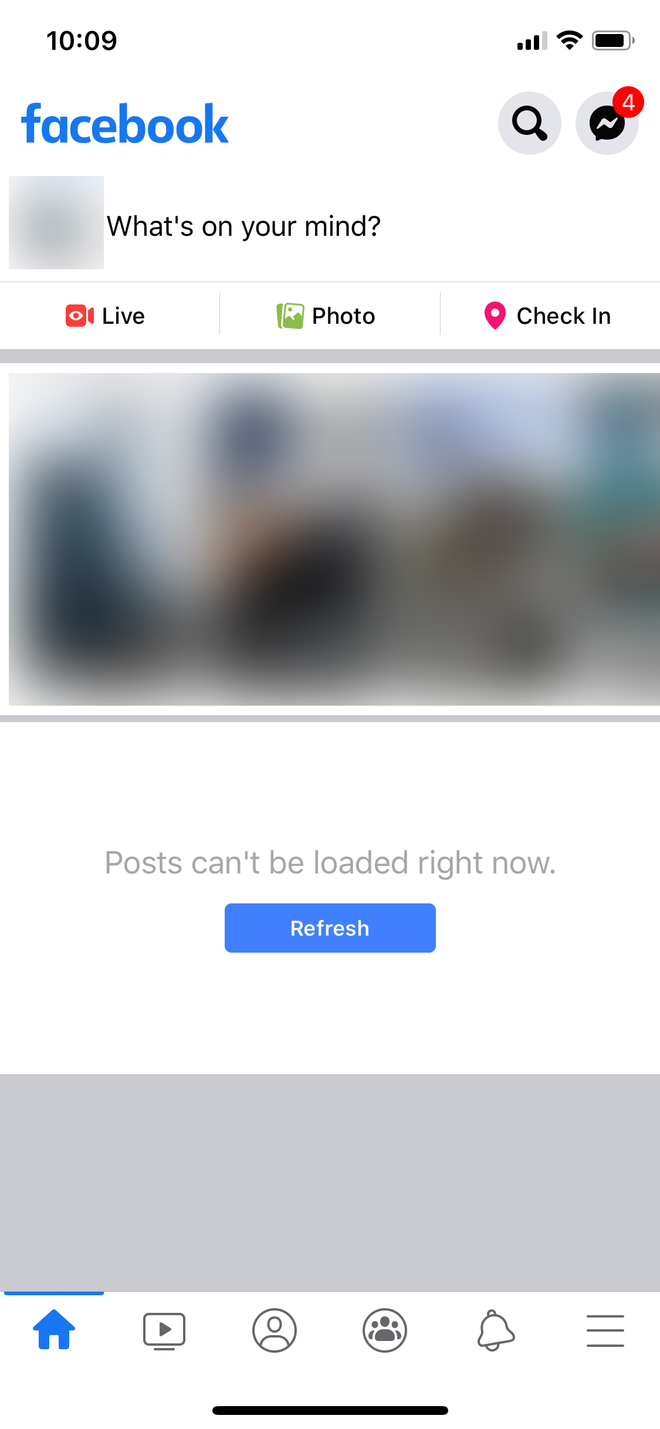 10:09
facebook
4
What's on your mind?
Live
Photo
Check In
Posts can't be loaded right now.
Refresh